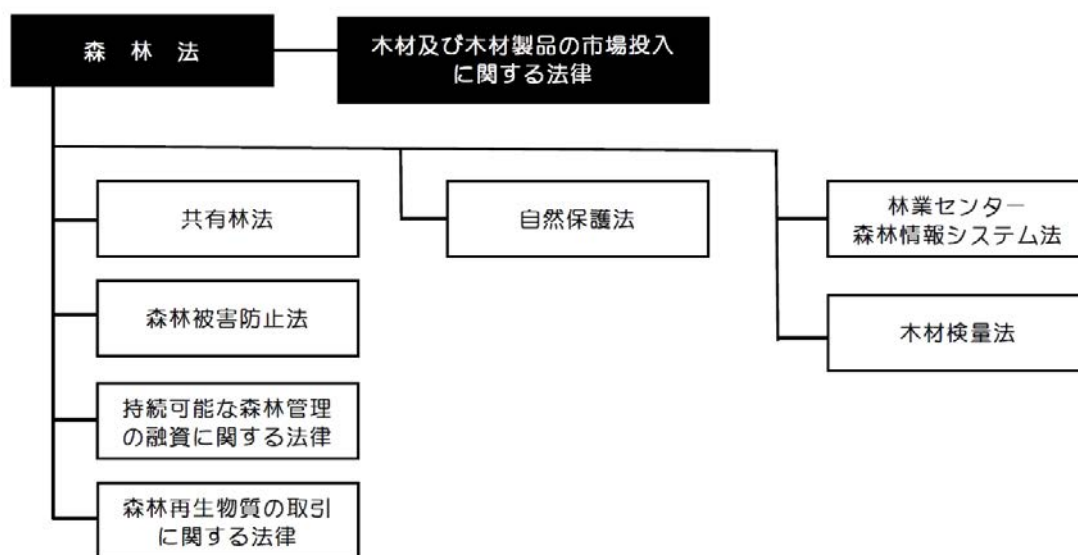 森林法
木材及び木材製品の市場投入
に関する法律
共有林法
自然保護法
林業センター
森林情報システム法
森林被害防止法
木材検量法
持続可能な森林管理
の融資に関する法律
森林再生物質の取引
に関する法律